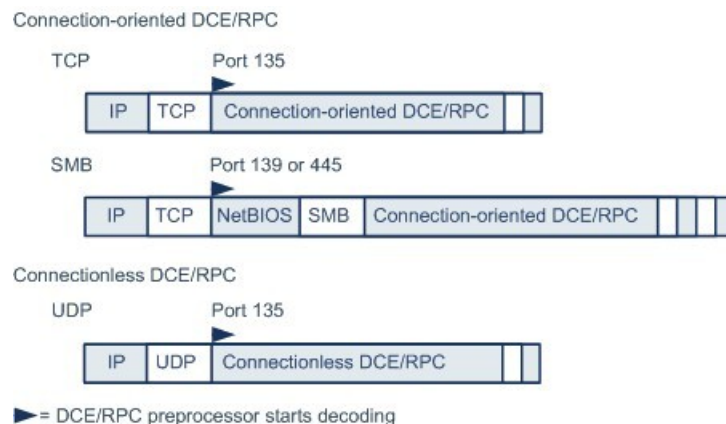 Connection-oriented DCE/RPC
TCP Port 135
IP TCP Connection-oriented DCE/RPC
SMB Port 139 or 445
IP TCP NetBIOS SMB Connection-oriented DCE/RPC
Connectionless DCE/RPC
UDP Port 135
IP UDP Connectionless DCE/RPC
= DCE/RPC preprocessor starts decoding